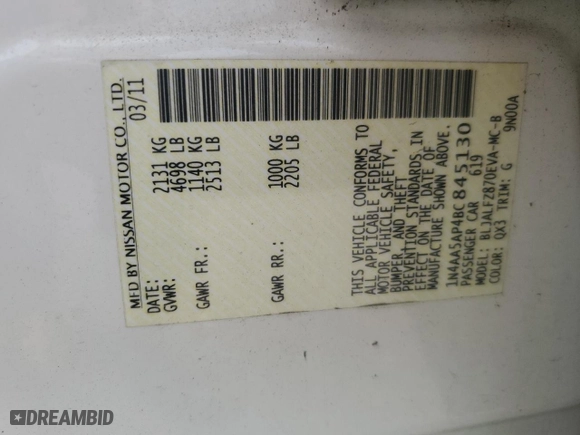 MFD BY NISSAN MOTOR CO., LTD.
DATE: 03/11
GVWR: 2131 KG
4698 LB
GAWR FR.: 1140 KG
2513 LB
GAWR RR.: 1000 KG
2205 LB
THIS VEHICLE CONFORMS TO
ALL APPLICABLE FEDERAL
MOTOR VEHICLE SAFETY,
BUMPER AND THEFT
PREVENTION STANDARDS IN
EFFECT ON THE DATE OF
MANUFACTURE SHOWN ABOVE.
1N4AA5AP4BC845130
PASSENGER CAR 619
MODEL: BLJALFZ870EVA-MC-B
COLOR: QX3 TRIM: G 9N00A
DREAMBID